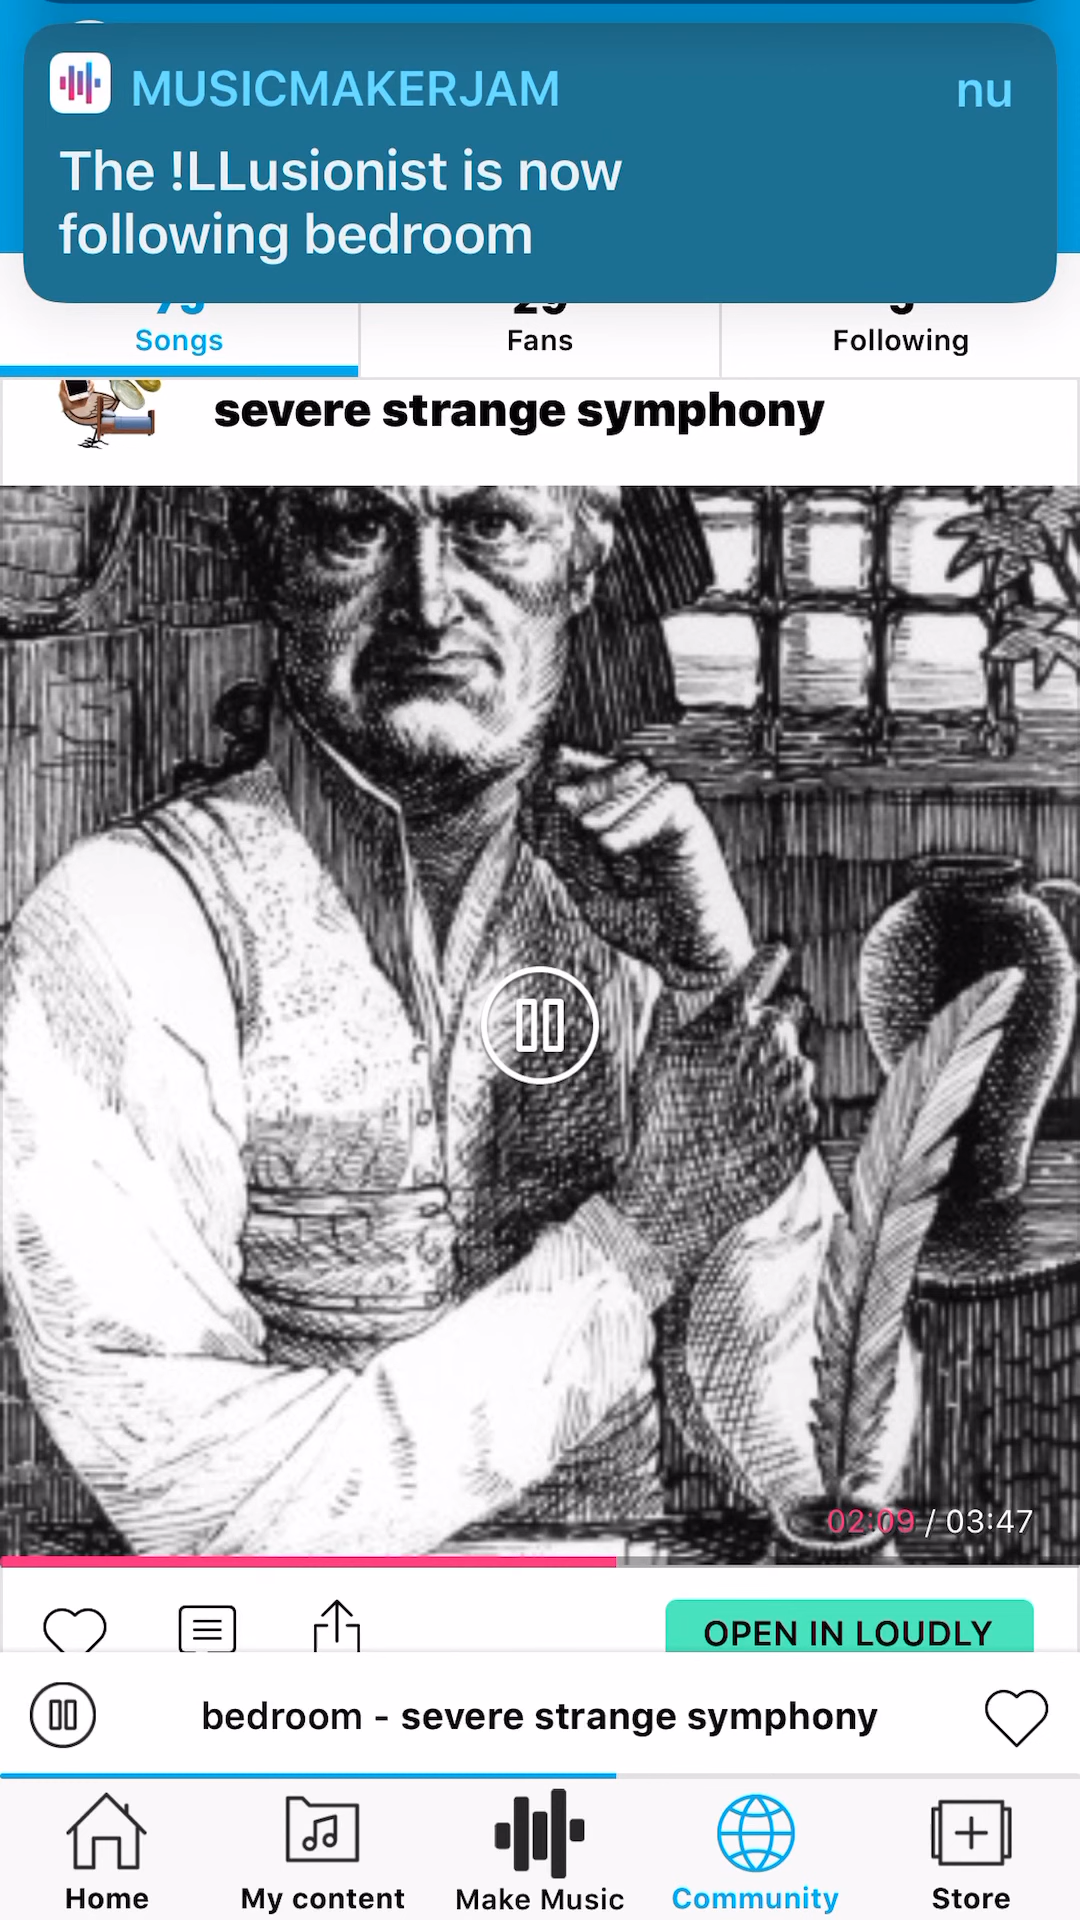 MUSICMAKERJAM
nu
The !LLusionist is now
following bedroom
Songs
Fans
Following
severe strange symphony
02:09 / 03:47
OPEN IN LOUDLY
bedroom - severe strange symphony
Home
My content
Make Music
Community
Store